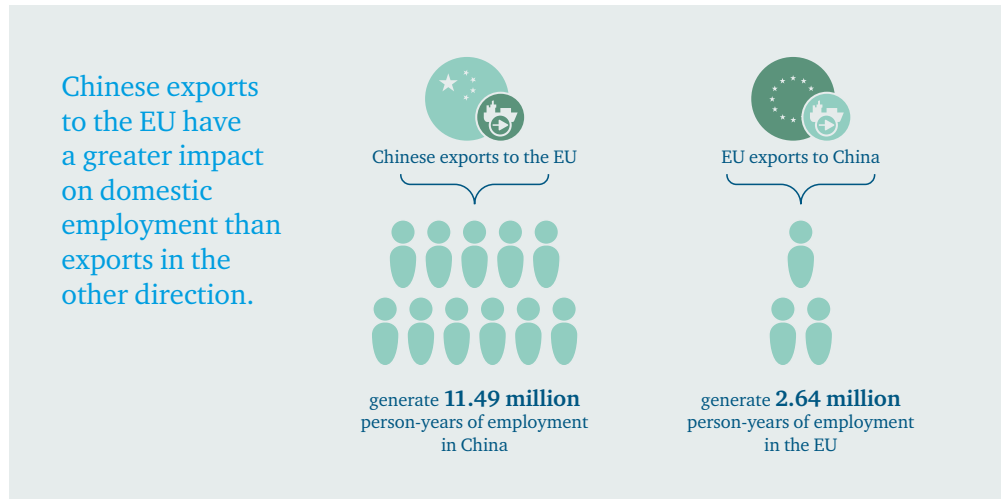 Chinese exports
to the EU have
a greater impact
on domestic
employment than
exports in the
other direction.
Chinese exports to the EU
generate 11.49 million
person-years of employment
in China
EU exports to China
generate 2.64 million
person-years of employment
in the EU